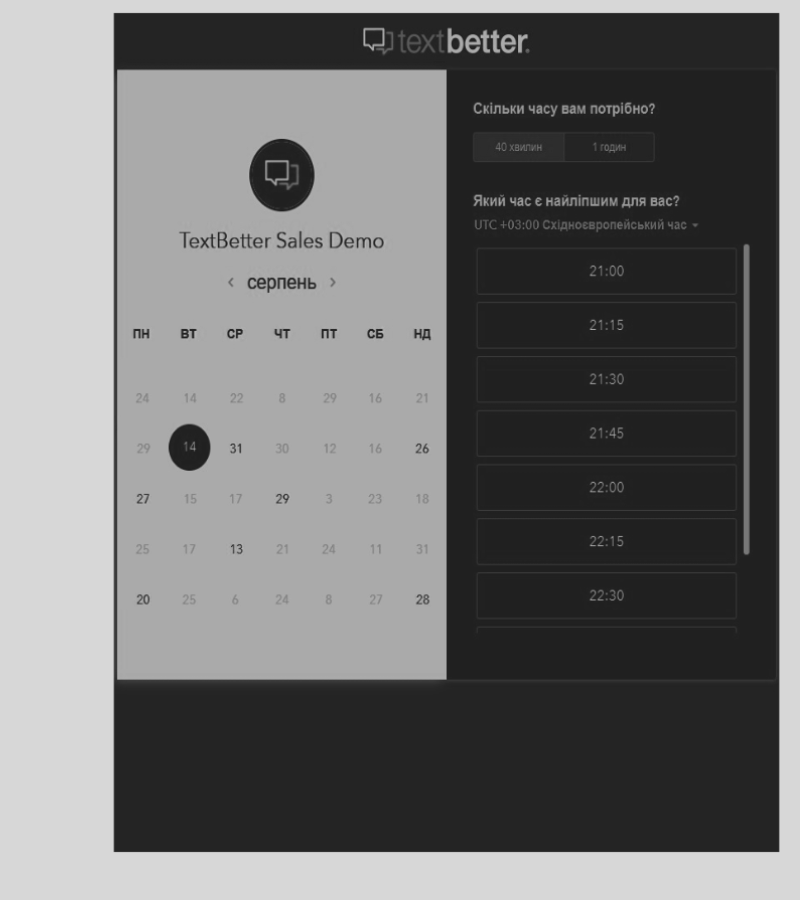 textbetter.
TextBetter Sales Demo
‹ серпень ›
ПН ВТ СР ЧТ ПТ СБ НД
24 14 22 8 29 16 21
29 14 31 30 12 16 26
27 15 17 29 3 23 18
25 17 13 21 24 11 31
20 25 6 24 8 27 28
Скільки часу вам потрібно?
40 хвилин 1 годин
Який час є найліпшим для вас?
UTC +03:00 Східноєвропейський час
21:00
21:15
21:30
21:45
22:00
22:15
22:30